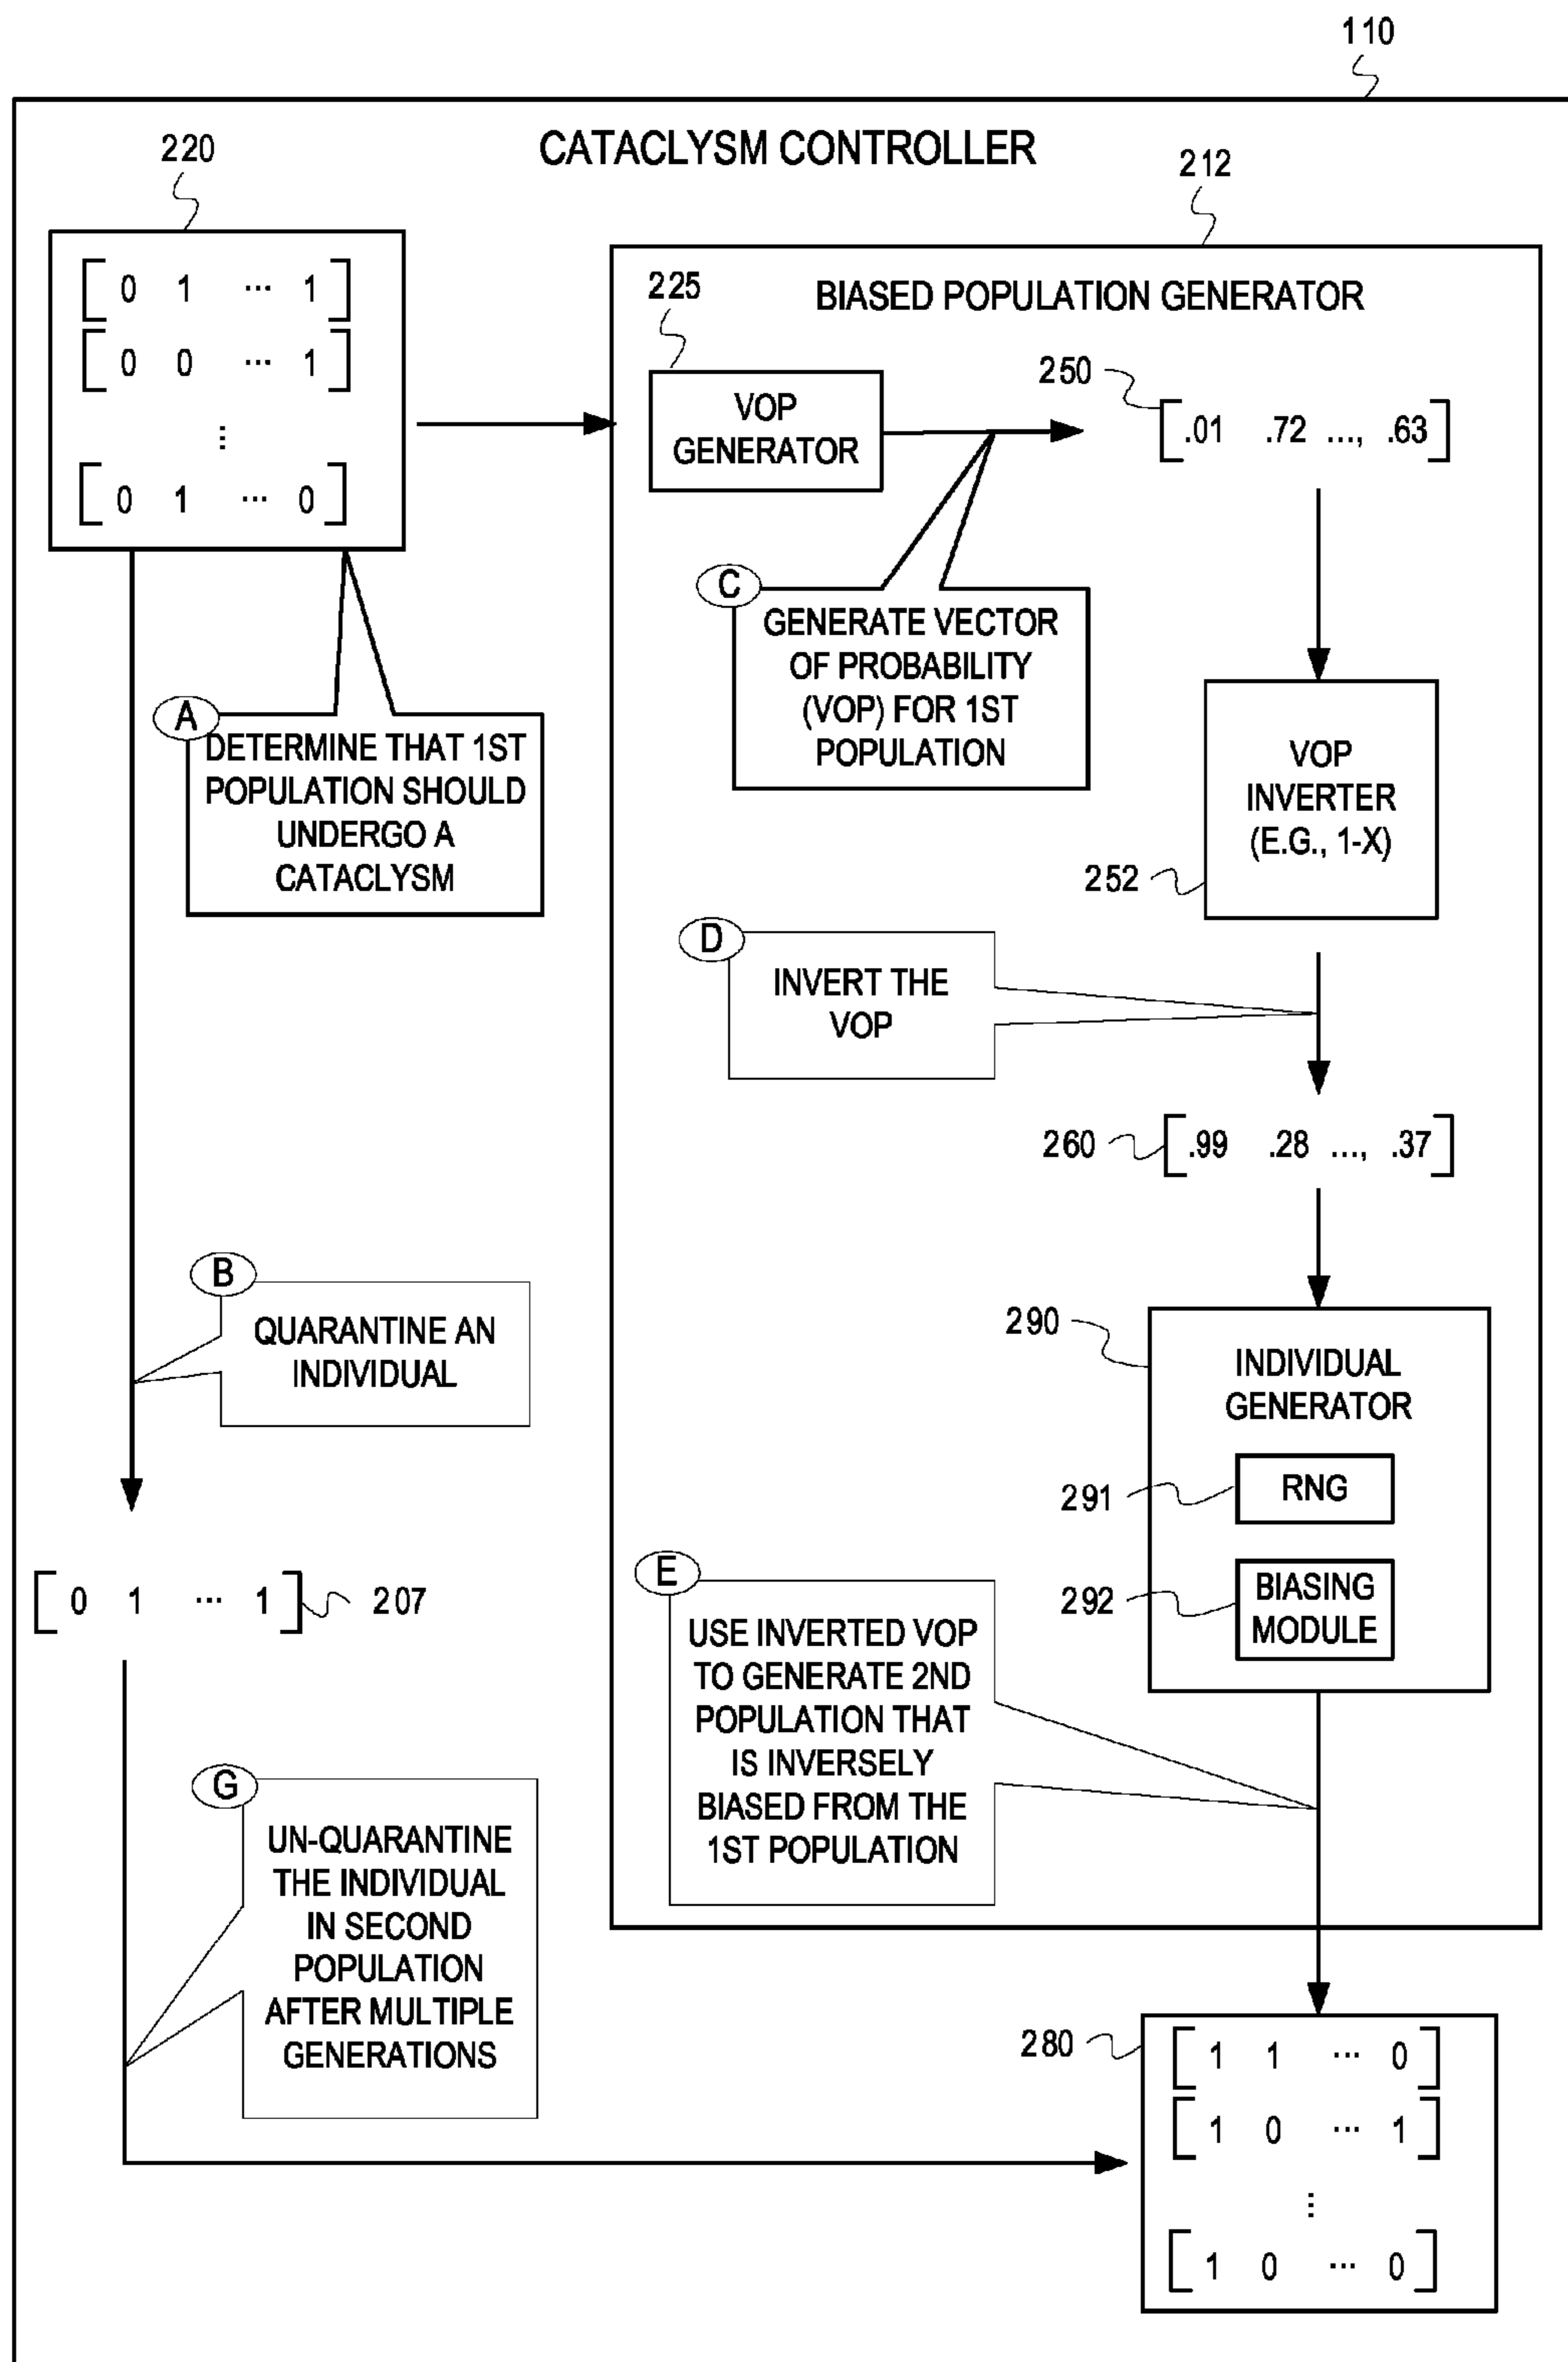 110
CATACLYSM CONTROLLER
220
[ 0 1 ... 1 ]
[ 0 0 ... 1 ]
⋮
[ 0 1 ... 0 ]
A
DETERMINE THAT 1ST
POPULATION SHOULD
UNDERGO A
CATACLYSM
212
BIASED POPULATION GENERATOR
225
VOP
GENERATOR
250
[.01 .72 ..., .63]
C
GENERATE VECTOR
OF PROBABILITY
(VOP) FOR 1ST
POPULATION
VOP
INVERTER
(E.G., 1-X)
252
D
INVERT THE
VOP
260
[.99 .28 ..., .37]
B
QUARANTINE AN
INDIVIDUAL
290
INDIVIDUAL
GENERATOR
291
RNG
292
BIASING
MODULE
[ 0 1 ... 1 ]
207
E
USE INVERTED VOP
TO GENERATE 2ND
POPULATION THAT
IS INVERSELY
BIASED FROM THE
1ST POPULATION
G
UN-QUARANTINE
THE INDIVIDUAL
IN SECOND
POPULATION
AFTER MULTIPLE
GENERATIONS
280
[ 1 1 ... 0 ]
[ 1 0 ... 1 ]
⋮
[ 1 0 ... 0 ]